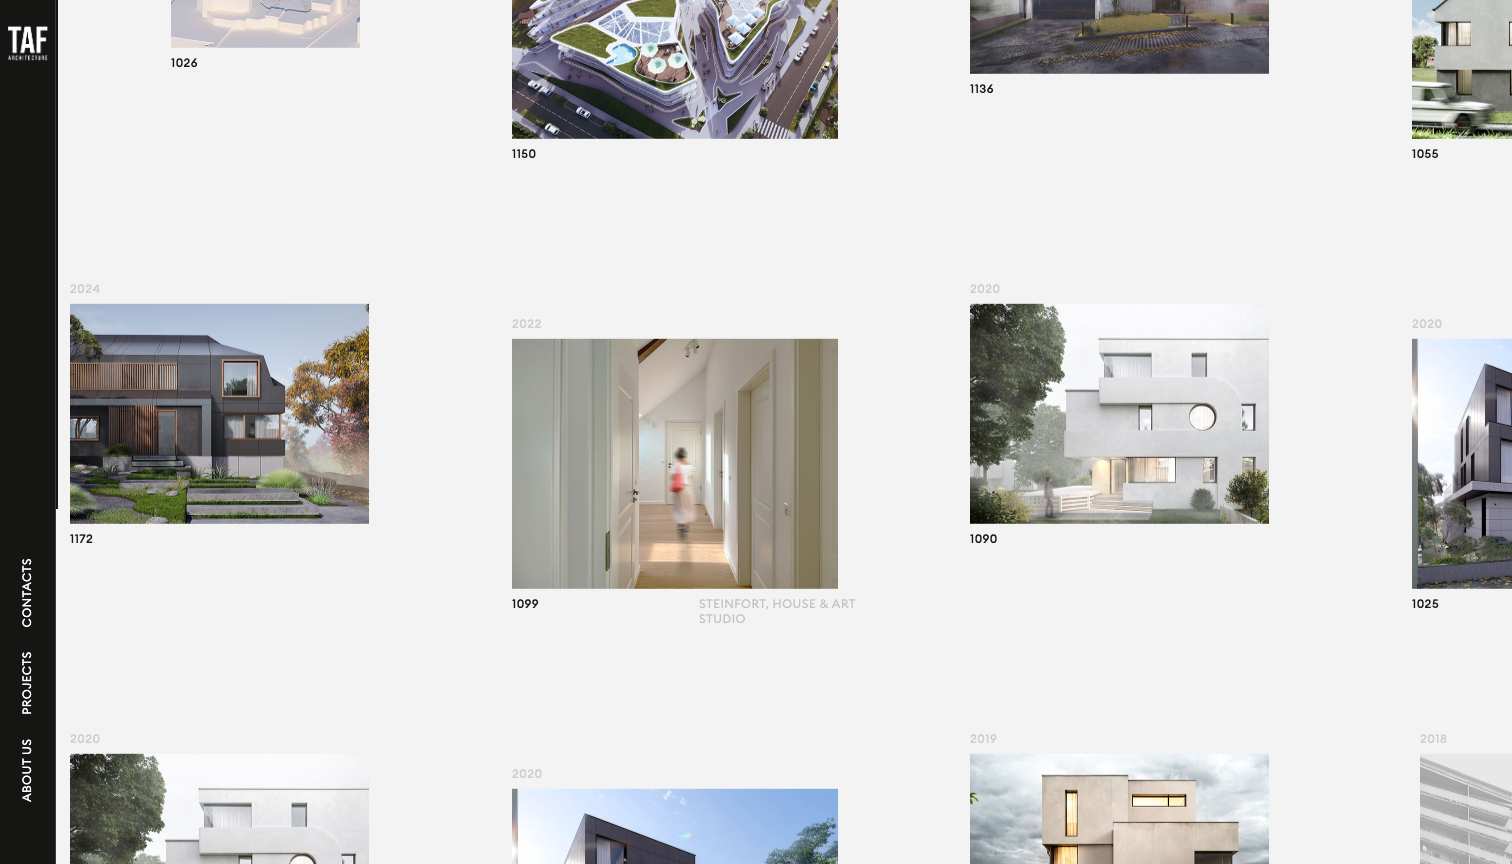 TAF
ARCHITECTURE
1026
1150
1136
1055
2024
2022
2020
2020
1172
1099
STEINFORT, HOUSE & ART
STUDIO
1090
1025
2020
2020
2019
2018
CONTACTS
PROJECTS
ABOUT US